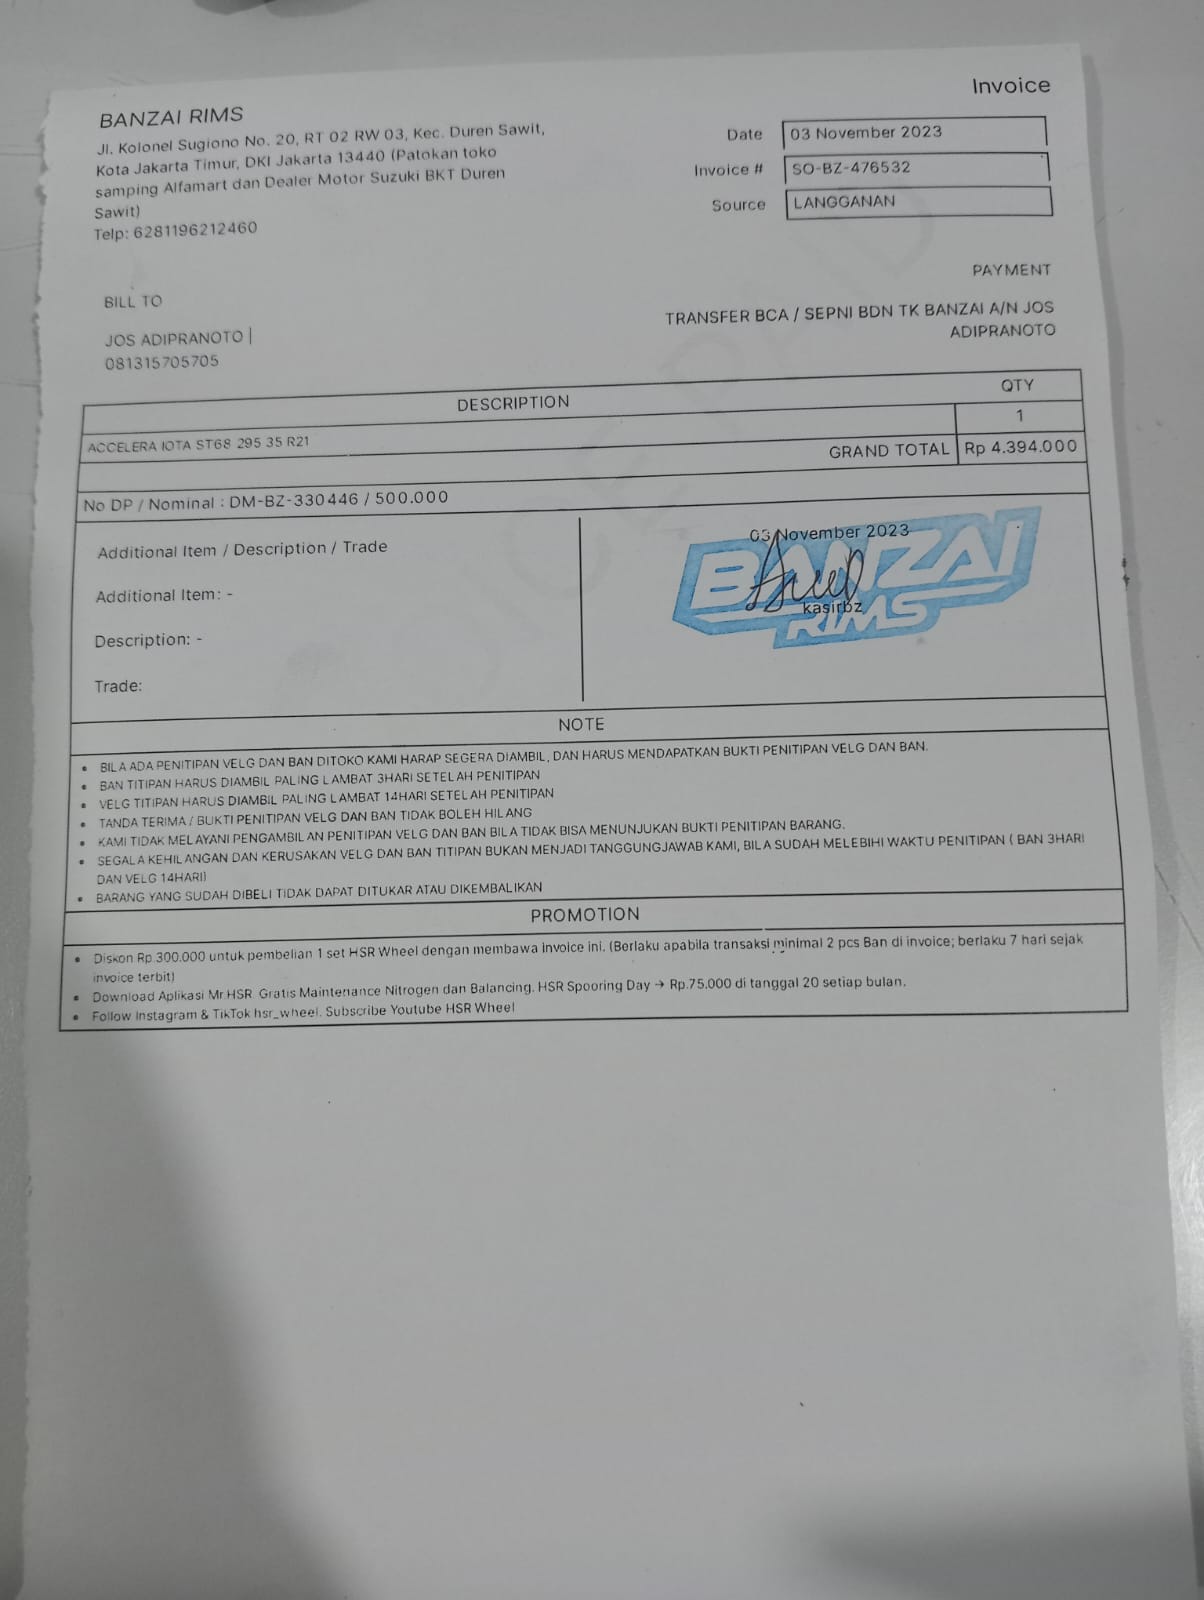 Invoice
BANZAI RIMS
Jl. Kolonel Sugiono No. 20, RT 02 RW 03, Kec. Duren Sawit,
Kota Jakarta Timur, DKI Jakarta 13440 (Patokan toko
samping Alfamart dan Dealer Motor Suzuki BKT Duren
Sawit)
Telp: 6281196212460
Date 03 November 2023
Invoice # SO-BZ-476532
Source LANGGANAN
BILL TO
JOS ADIPRANOTO |
081315705705
PAYMENT
TRANSFER BCA / SEPNI BDN TK BANZAI A/N JOS
ADIPRANOTO
DESCRIPTION QTY
ACCELERA IOTA ST68 295 35 R21 1
GRAND TOTAL Rp 4.394.000
No DP / Nominal : DM-BZ-330446 / 500.000
Additional Item / Description / Trade
Additional Item: -
Description: -
Trade:
03 November 2023
BANZAI
kasirbz
RIMS
NOTE
• BILA ADA PENITIPAN VELG DAN BAN DITOKO KAMI HARAP SEGERA DIAMBIL, DAN HARUS MENDAPATKAN BUKTI PENITIPAN VELG DAN BAN.
• BAN TITIPAN HARUS DIAMBIL PALING LAMBAT 3HARI SETELAH PENITIPAN
• VELG TITIPAN HARUS DIAMBIL PALING LAMBAT 14HARI SETELAH PENITIPAN
• TANDA TERIMA / BUKTI PENITIPAN VELG DAN BAN TIDAK BOLEH HILANG
• KAMI TIDAK MELAYANI PENGAMBILAN PENITIPAN VELG DAN BAN BILA TIDAK BISA MENUNJUKAN BUKTI PENITIPAN BARANG.
• SEGALA KEHILANGAN DAN KERUSAKAN VELG DAN BAN TITIPAN BUKAN MENJADI TANGGUNGJAWAB KAMI, BILA SUDAH MELEBIHI WAKTU PENITIPAN ( BAN 3HARI
DAN VELG 14HARI)
• BARANG YANG SUDAH DIBELI TIDAK DAPAT DITUKAR ATAU DIKEMBALIKAN
PROMOTION
• Diskon Rp.300.000 untuk pembelian 1 set HSR Wheel dengan membawa invoice ini. (Berlaku apabila transaksi minimal 2 pcs Ban di invoice; berlaku 7 hari sejak
invoice terbit)
• Download Aplikasi Mr.HSR. Gratis Maintenance Nitrogen dan Balancing. HSR Spooring Day → Rp.75.000 di tanggal 20 setiap bulan.
• Follow Instagram & TikTok hsr_wheel. Subscribe Youtube HSR Wheel